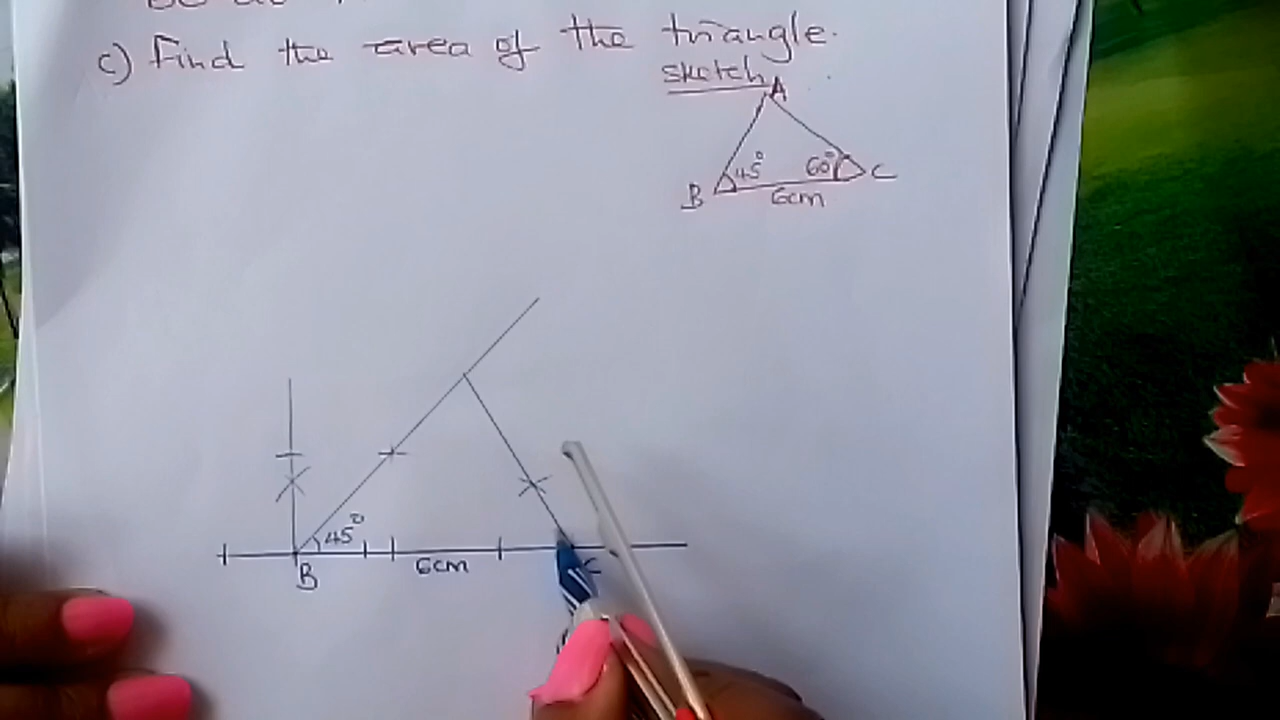 c) Find the area of the triangle.
sketch
A
45° 60°
B 6cm C
45°
B 6cm C